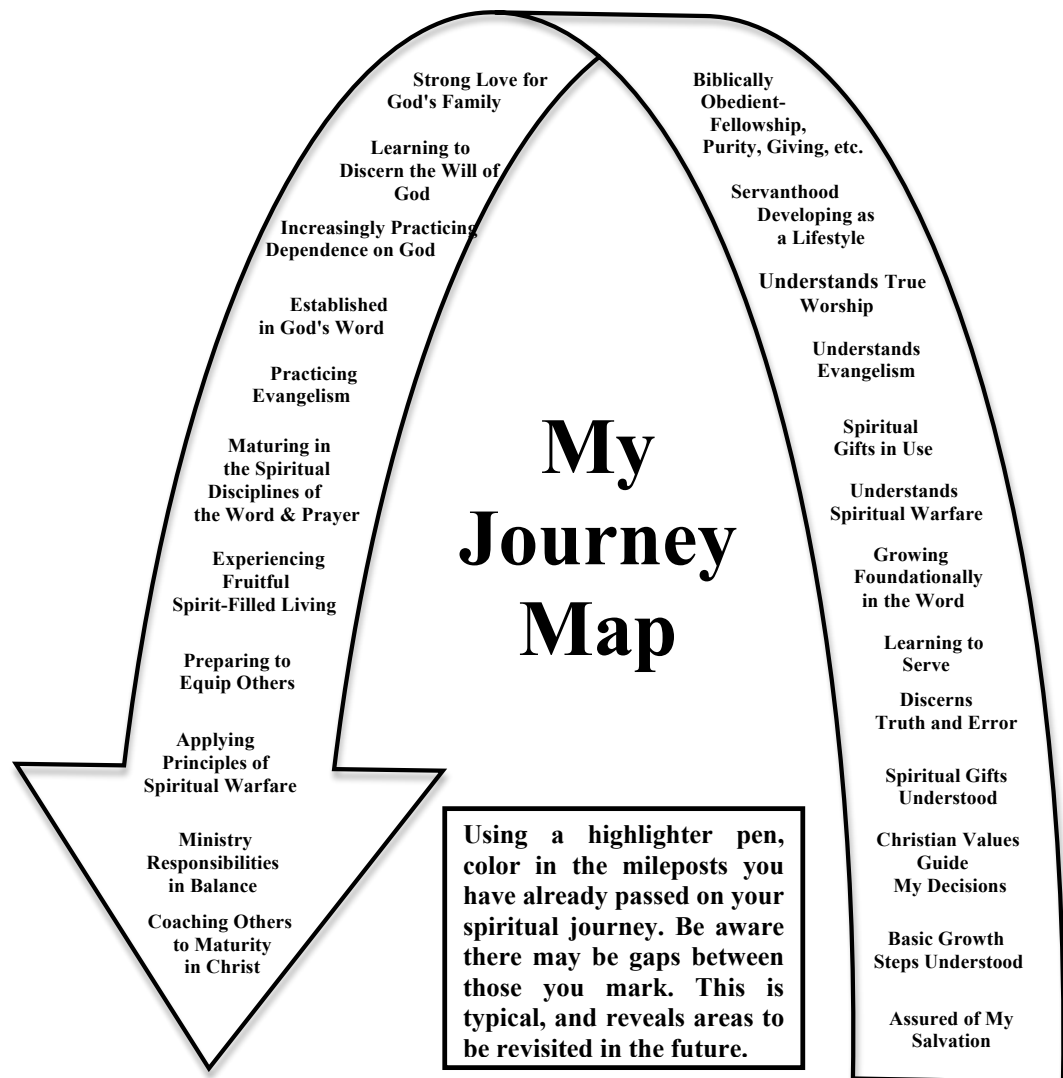 Strong Love for
God's Family
Learning to
Discern the Will of
God
Increasingly Practicing
Dependence on God
Established
in God's Word
Practicing
Evangelism
Maturing in
the Spiritual
Disciplines of
the Word & Prayer
Experiencing
Fruitful
Spirit-Filled Living
Preparing to
Equip Others
Applying
Principles of
Spiritual Warfare
Ministry
Responsibilities
in Balance
Coaching Others
to Maturity
in Christ
My
Journey
Map
Using a highlighter pen,
color in the mileposts you
have already passed on your
spiritual journey. Be aware
there may be gaps between
those you mark. This is
typical, and reveals areas to
be revisited in the future.
Biblically
Obedient-
Fellowship,
Purity, Giving, etc.
Servanthood
Developing as
a Lifestyle
Understands True
Worship
Understands
Evangelism
Spiritual
Gifts in Use
Understands
Spiritual Warfare
Growing
Foundationally
in the Word
Learning to
Serve
Discerns
Truth and Error
Spiritual Gifts
Understood
Christian Values
Guide
My Decisions
Basic Growth
Steps Understood
Assured of My
Salvation